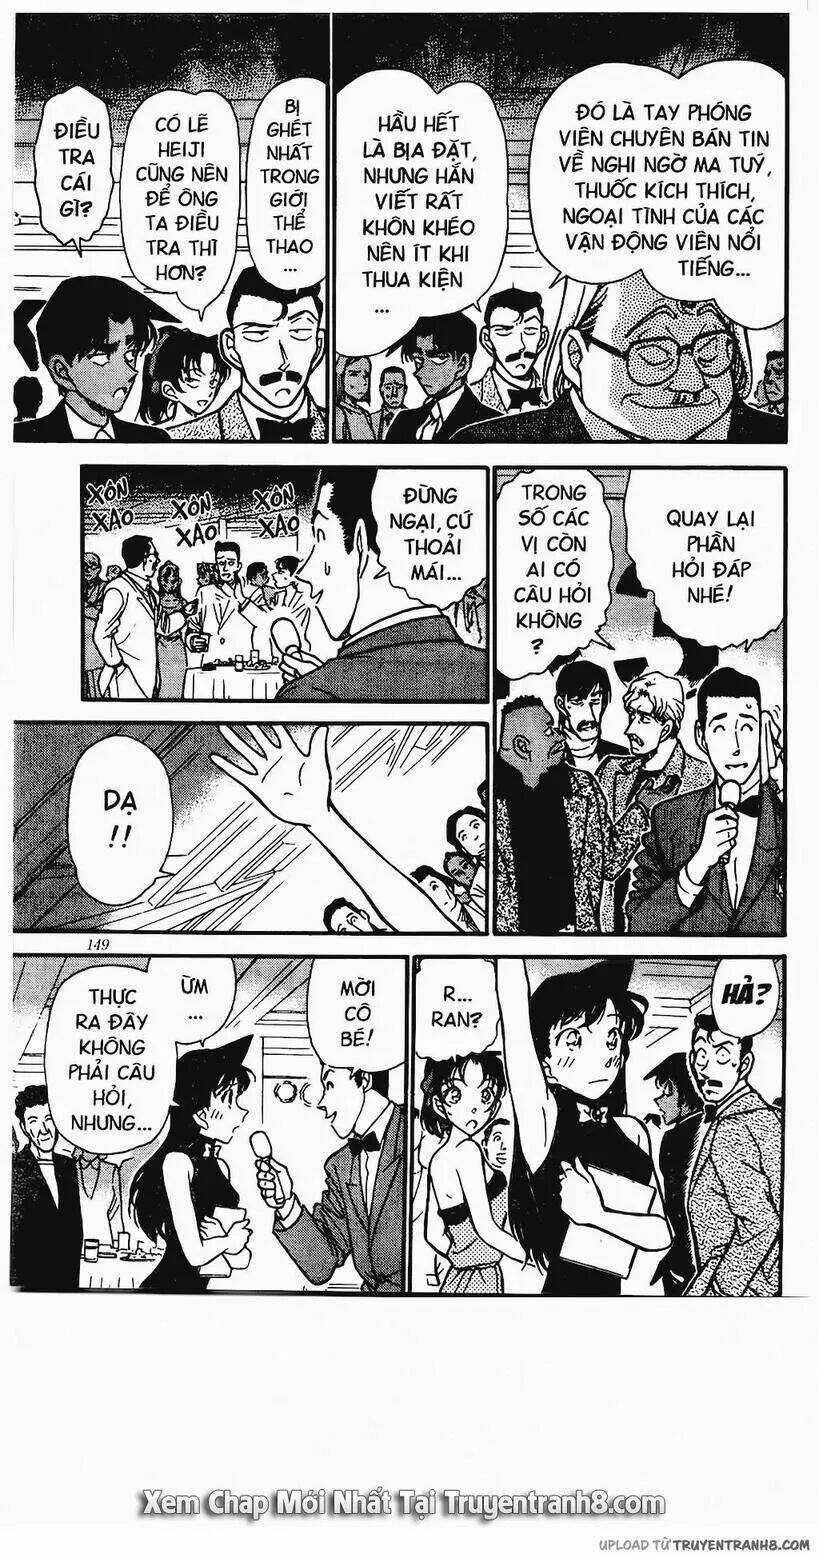 ĐÓ LÀ TAY PHÓNG
VIÊN CHUYÊN BÁN TIN
VỀ NGHI NGỜ MA TUÝ,
THUỐC KÍCH THÍCH,
NGOẠI TÌNH CỦA CÁC
VẬN ĐỘNG VIÊN NỔI
TIẾNG...
HẦU HẾT
LÀ BỊA ĐẶT,
NHƯNG HẮN
VIẾT RẤT
KHÔN KHÉO
NÊN ÍT KHI
THUA KIỆN
...
BỊ
GHÉT
NHẤT
TRONG
GIỚI
THỂ
THAO
...
CÓ LẼ
HEIJI
CŨNG NÊN
ĐỂ ÔNG
TA ĐIỀU
TRA THÌ
HƠN?
ĐIỀU
TRA
CÁI
GÌ?
QUAY LẠI
PHẦN
HỎI ĐÁP
NHÉ!
TRONG
SỐ CÁC
VỊ CÒN
AI CÓ
CÂU HỎI
KHÔNG
?
ĐỪNG
NGẠI, CỨ
THOẢI
MÁI...
XÔN
XAO
XÔN
XAO
XÔN
XAO
DẠ
!!
149
HẢ?
R...
RAN?
MỜI
CÔ
BÉ!
ỪM
...
THỰC
RA ĐÂY
KHÔNG
PHẢI CÂU
HỎI,
NHƯNG...
Xem Chap Mới Nhất Tại Truyentranh8.com
UPLOAD TỪ TRUYENTRANH8.COM